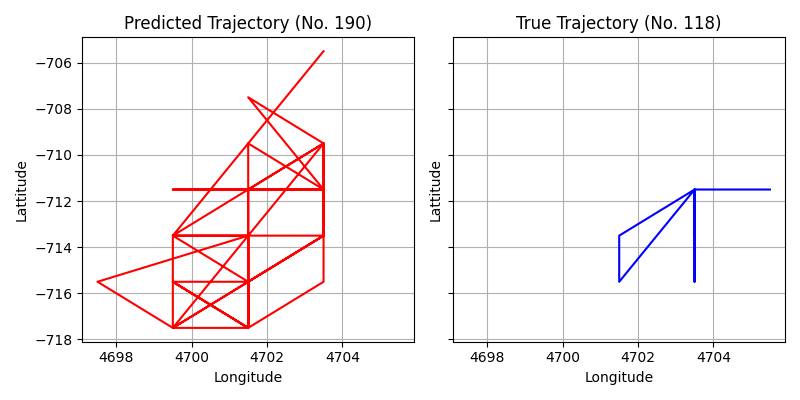 Predicted Trajectory (No. 190)
True Trajectory (No. 118)
Lattitude
−706
−708
−710
−712
−714
−716
−718
4698
4700
4702
4704
Longitude
Lattitude
4698
4700
4702
4704
Longitude